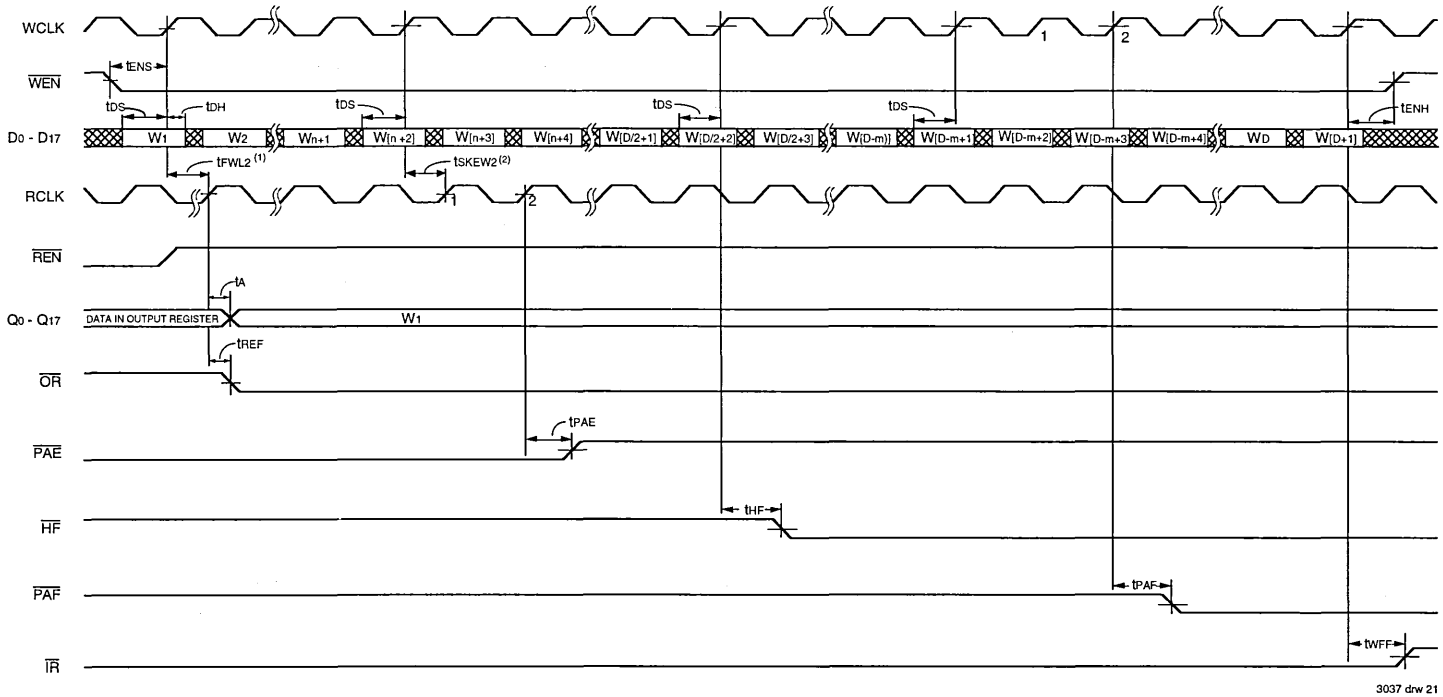 WCLK 1 2
WEN tENS
tDS tDH tDS tDS tDS tENH
D0 - D17 W1 W2 Wn+1 W[n +2] W[n+3] W[n+4] W[D/2+1] W[D/2+2] W[D/2+3] W[D-m)] W[D-m+1 W[D-m+2] W[D-m+3 W[D-m+4] WD W[D+1]
tFWL2 (1) tSKEW2(2)
RCLK 1 2
REN
tA
Q0 - Q17 DATA IN OUTPUT REGISTER W1
tREF
OR
tPAE
PAE
tHF
HF
tPAF
PAF
tWFF
IR
3037 drw 21